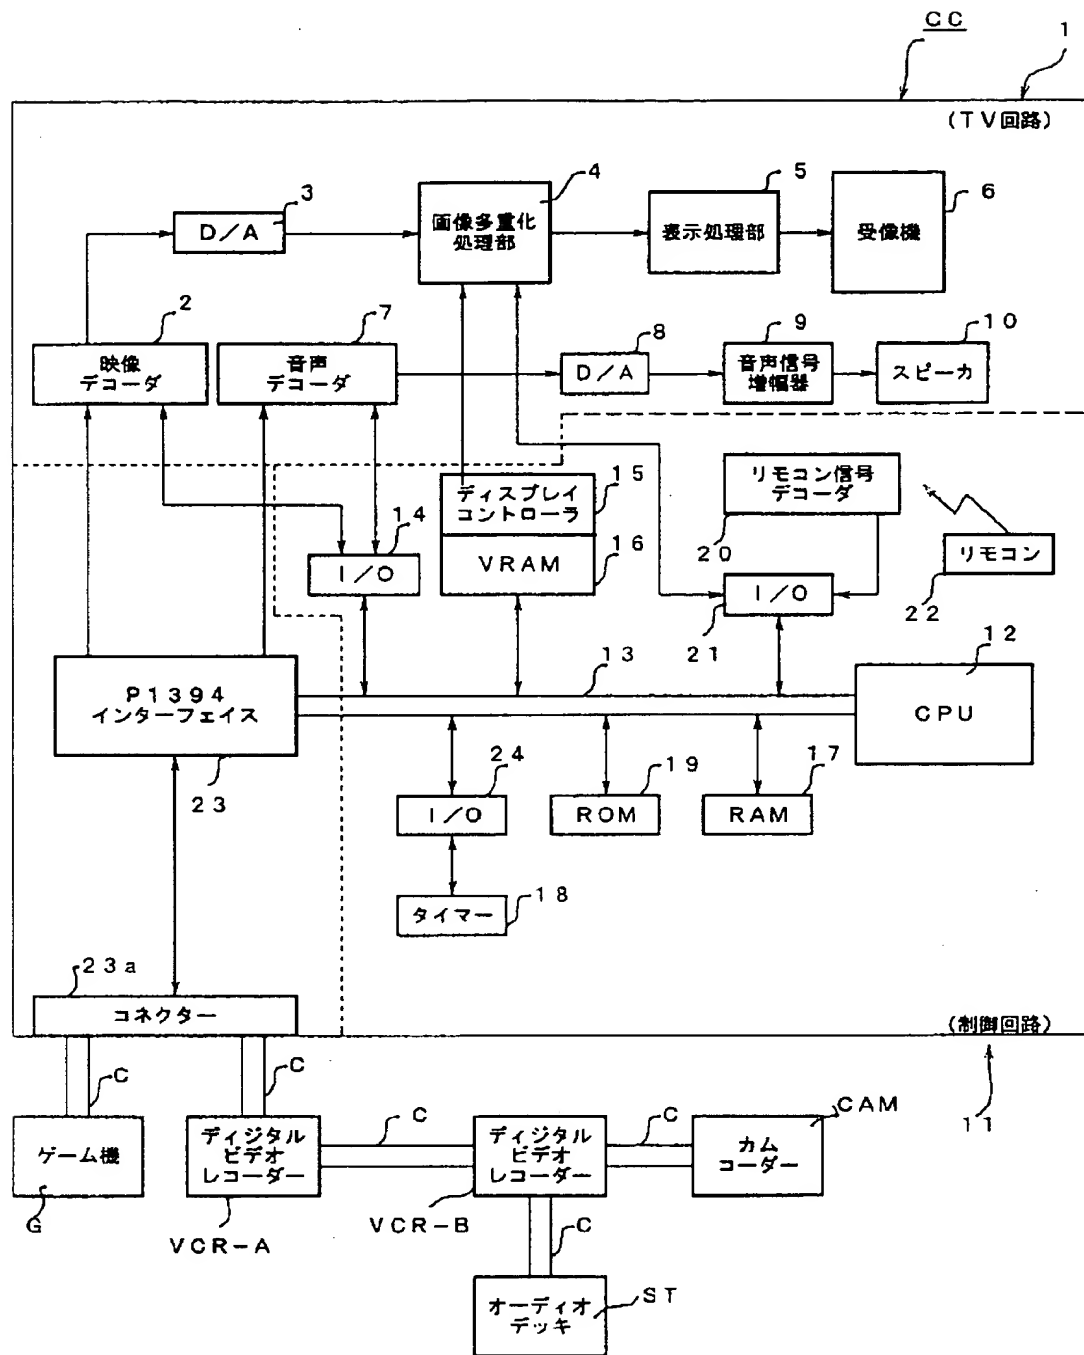 CC
1
(TV回路)
3
D/A
4
画像多重化
処理部
5
表示処理部
6
受像機
2
映像
デコーダ
7
音声
デコーダ
8
D/A
9
音声信号
増幅器
10
スピーカ
14
I/O
15
ディスプレイ
コントローラ
16
VRAM
リモコン信号
デコーダ
20
リモコン
22
I/O
21
12
CPU
13
P1394
インターフェイス
23
24
I/O
19
ROM
17
RAM
タイマー
18
23a
コネクター
(制御回路)
11
C
C
ゲーム機
G
ディジタル
ビデオ
レコーダー
VCR-A
C
ディジタル
ビデオ
レコーダー
VCR-B
C
CAM
カム
コーダー
C
オーディオ
デッキ
ST